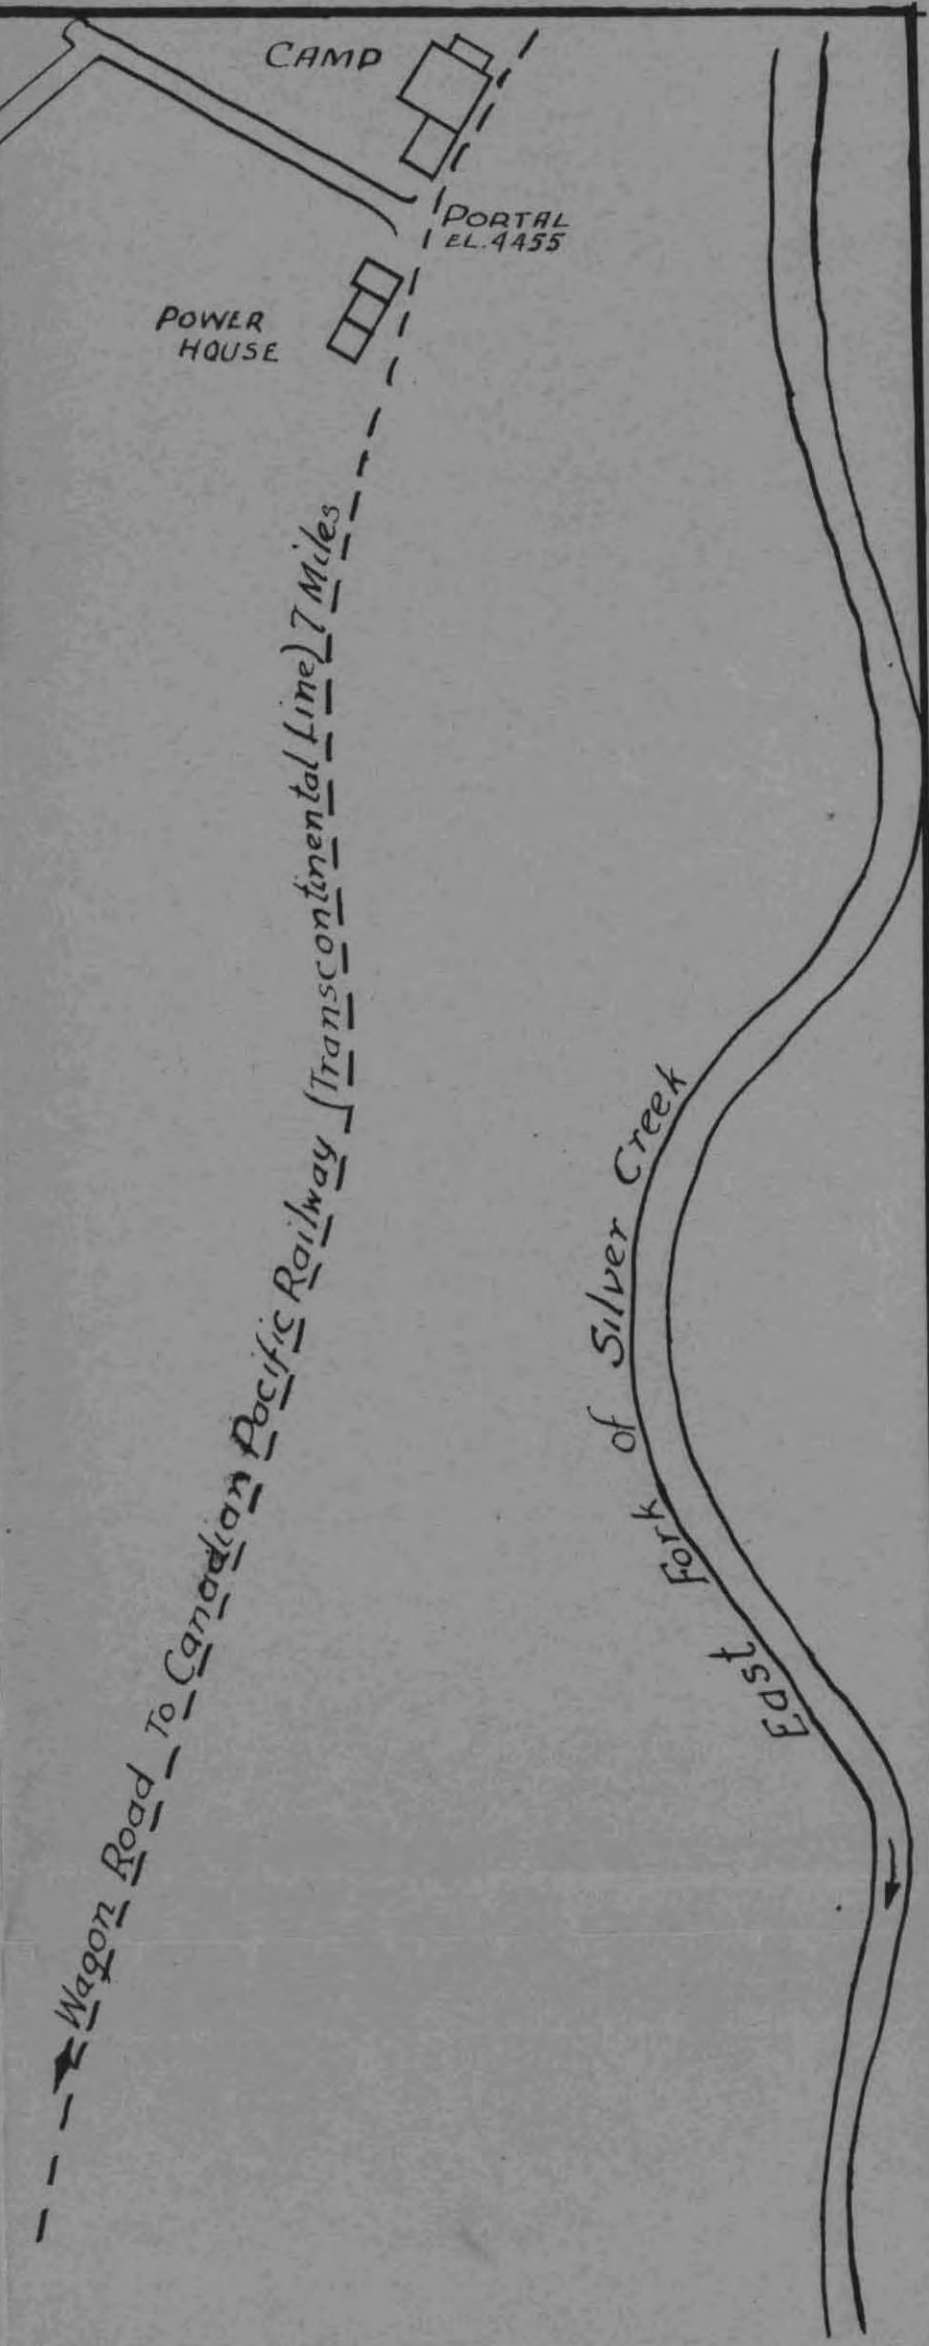 CAMP
PORTAL
EL. 4455
POWER
HOUSE
Wagon Road To Canadian Pacific Railway (Transcontinental Line) 7 Miles
East Fork of Silver Creek